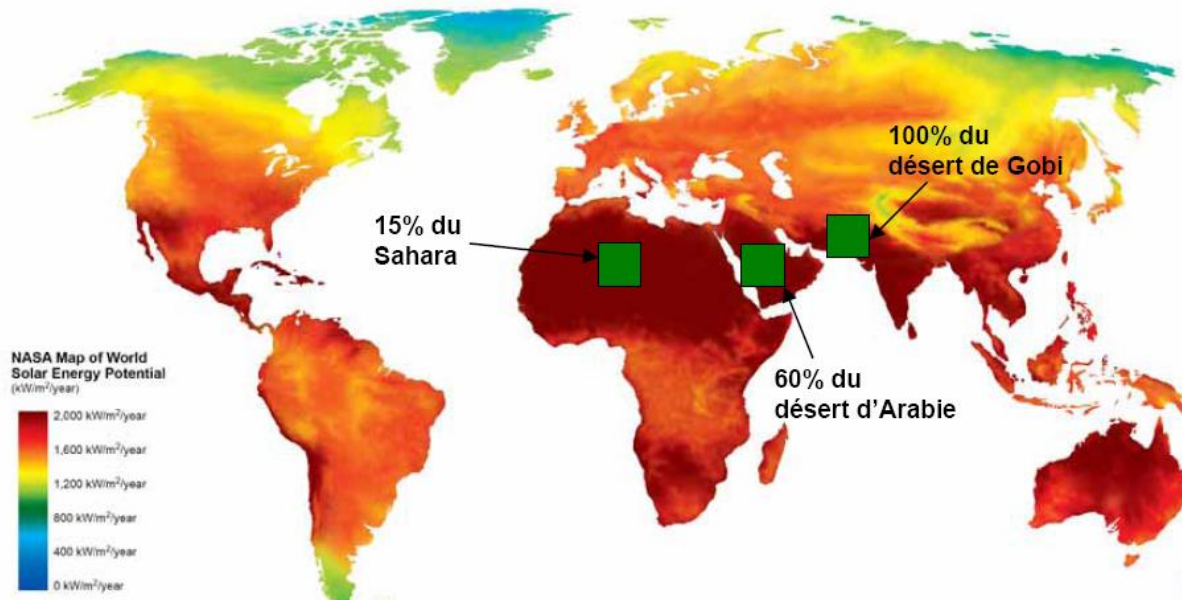 100% du
désert de Gobi
15% du
Sahara
60% du
désert d’Arabie
NASA Map of World
Solar Energy Potential
(kW/m²/year)
2,000 kW/m²/year
1,600 kW/m²/year
1,200 kW/m²/year
800 kW/m²/year
400 kW/m²/year
0 kW/m²/year